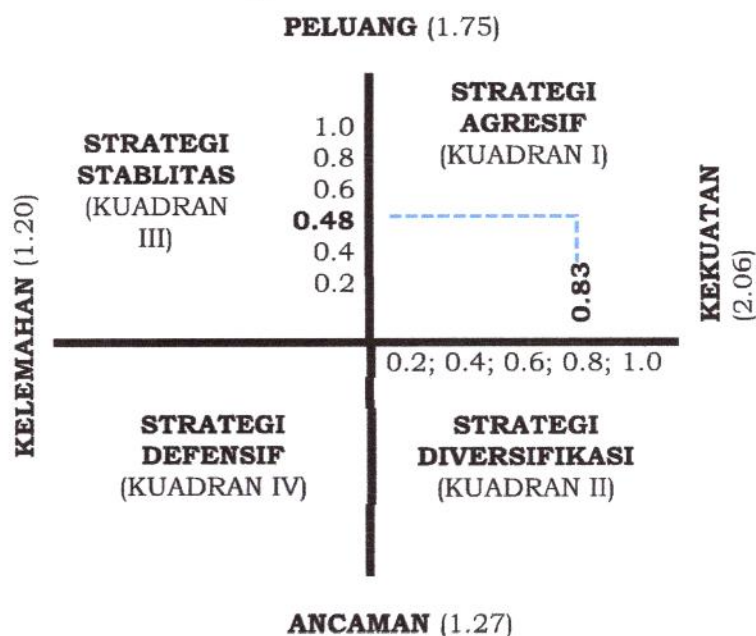 PELUANG (1.75)
STRATEGI
AGRESIF
(KUADRAN I)
STRATEGI
STABLITAS
(KUADRAN
III)
1.0
0.8
0.6
0.48
0.4
0.2
0.83
KELEMAHAN (1.20)
KEKUATAN
(2.06)
0.2; 0.4; 0.6; 0.8; 1.0
STRATEGI
DEFENSIF
(KUADRAN IV)
STRATEGI
DIVERSIFIKASI
(KUADRAN II)
ANCAMAN (1.27)